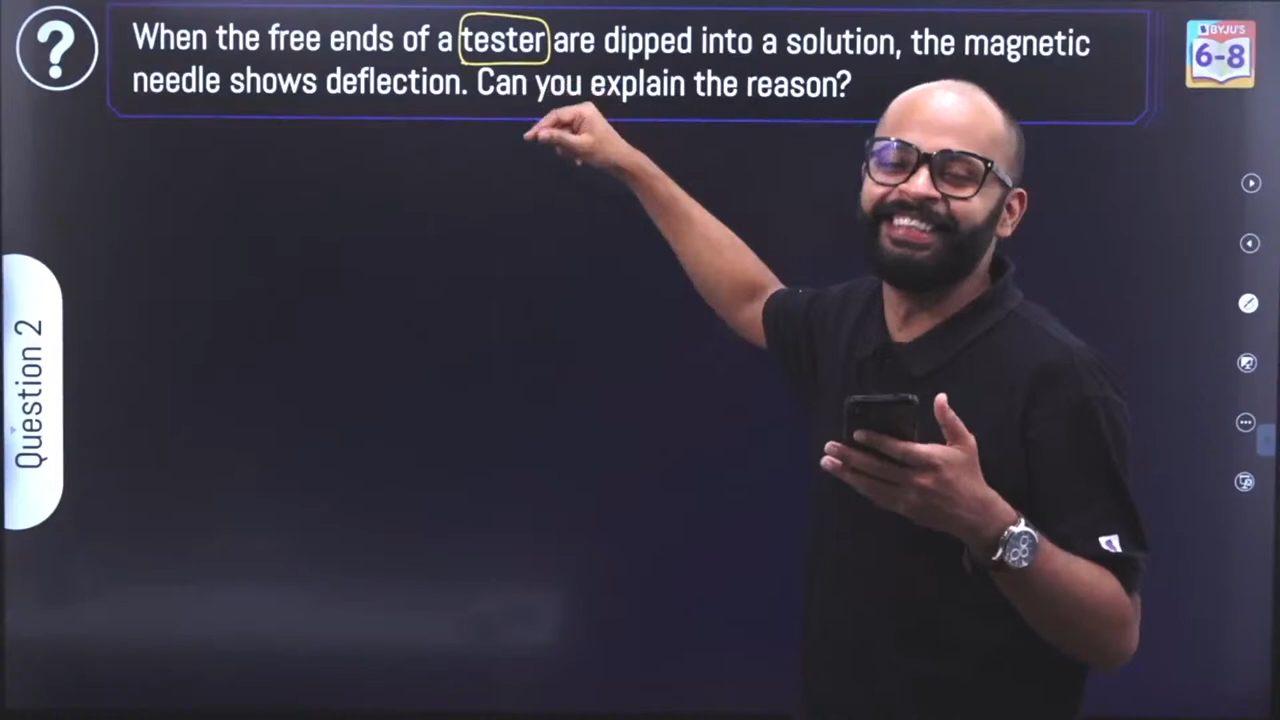 ?
When the free ends of a tester are dipped into a solution, the magnetic
needle shows deflection. Can you explain the reason?
BYJU'S
6-8
Question 2